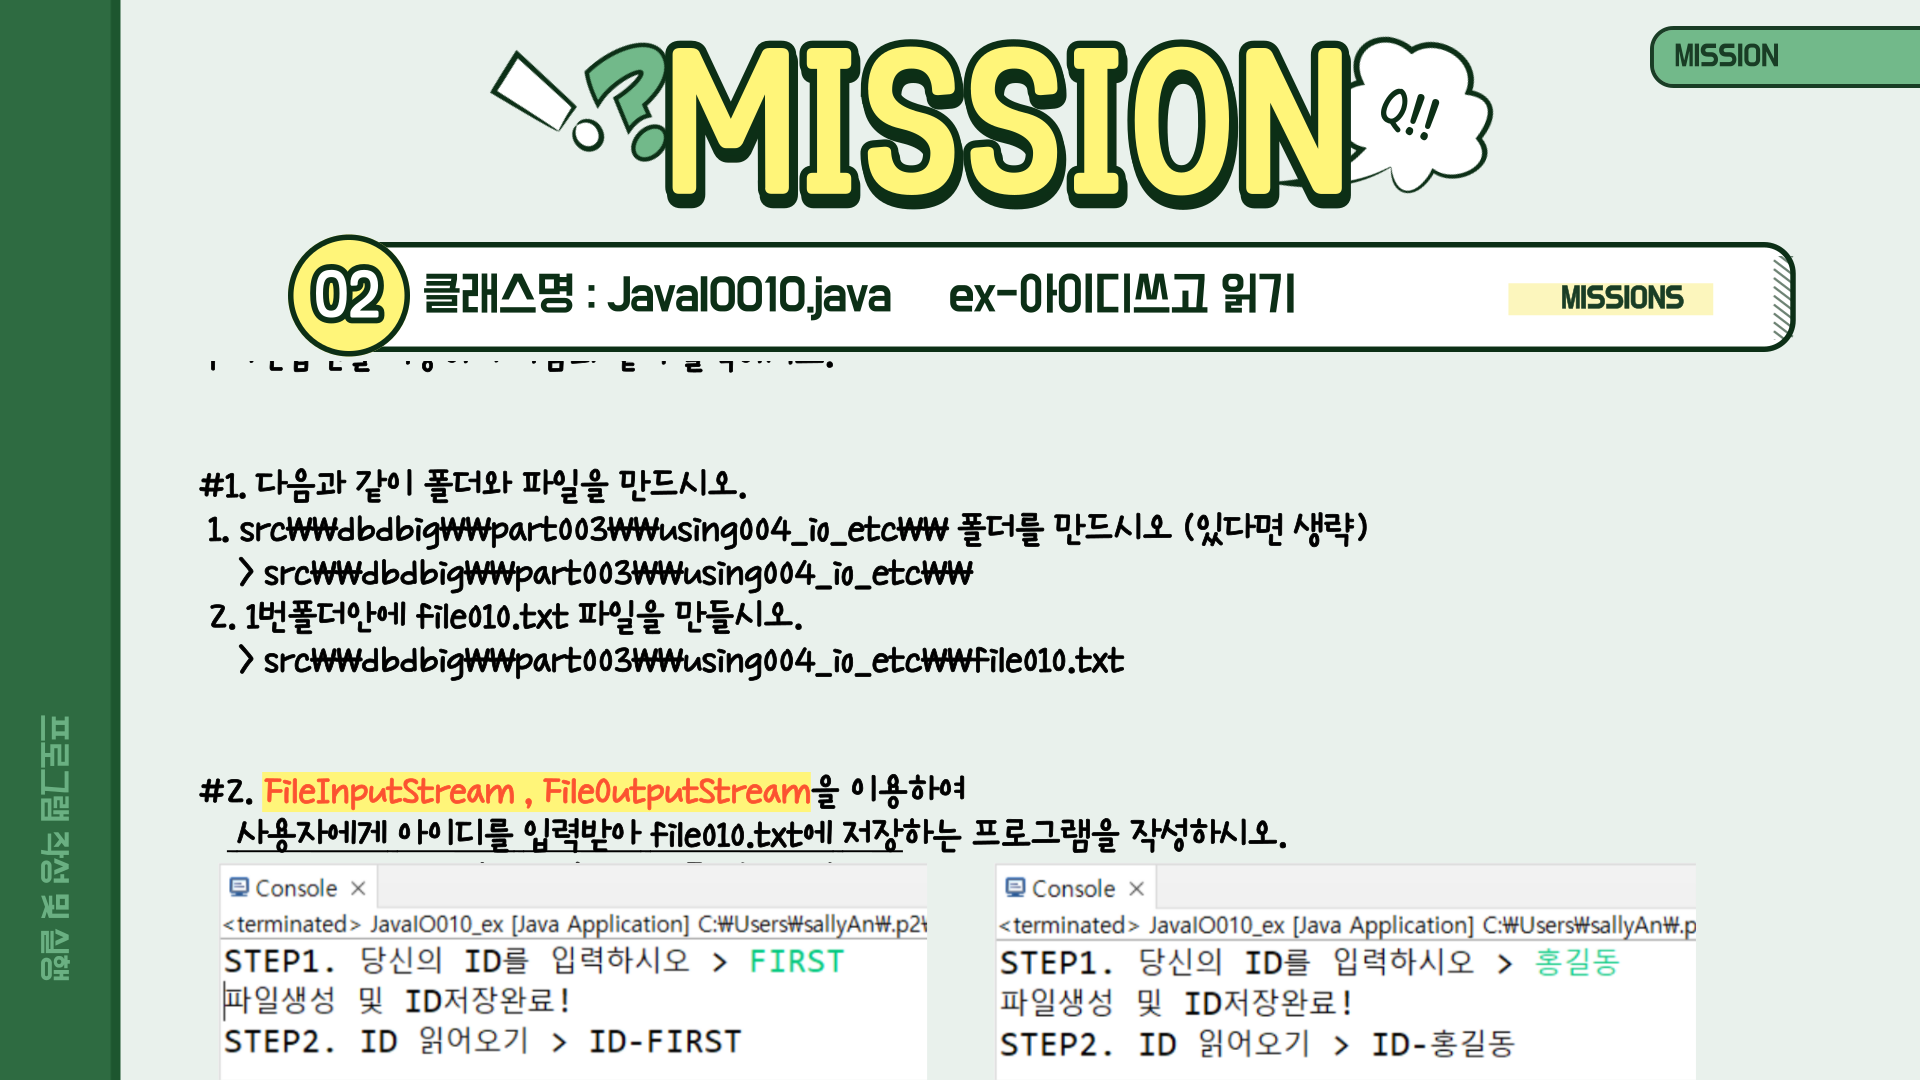 MISSION
MISSION
Q!!
02
클래스명 : JavaIO010.java ex-아이디쓰고 읽기
MISSIONS
#1. 다음과 같이 폴더와 파일을 만드시오.
1. src₩₩dbdbig₩₩part003₩₩using004_io_etc₩₩ 폴더를 만드시오 (있다면 생략)
> src₩₩dbdbig₩₩part003₩₩using004_io_etc₩₩
2. 1번폴더안에 file010.txt 파일을 만들시오.
> src₩₩dbdbig₩₩part003₩₩using004_io_etc₩₩file010.txt
#2. FileInputStream , FileOutputStream을 이용하여
사용자에게 아이디를 입력받아 file010.txt에 저장하는 프로그램을 작성하시오.
Console
<terminated> JavaIO010_ex [Java Application] C:₩Users₩sallyAn₩.p2₩
STEP1. 당신의 ID를 입력하시오 > FIRST
파일생성 및 ID저장완료!
STEP2. ID 읽어오기 > ID-FIRST
Console
<terminated> JavaIO010_ex [Java Application] C:₩Users₩sallyAn₩.p
STEP1. 당신의 ID를 입력하시오 > 홍길동
파일생성 및 ID저장완료!
STEP2. ID 읽어오기 > ID-홍길동
프로그램 작성 및 실행